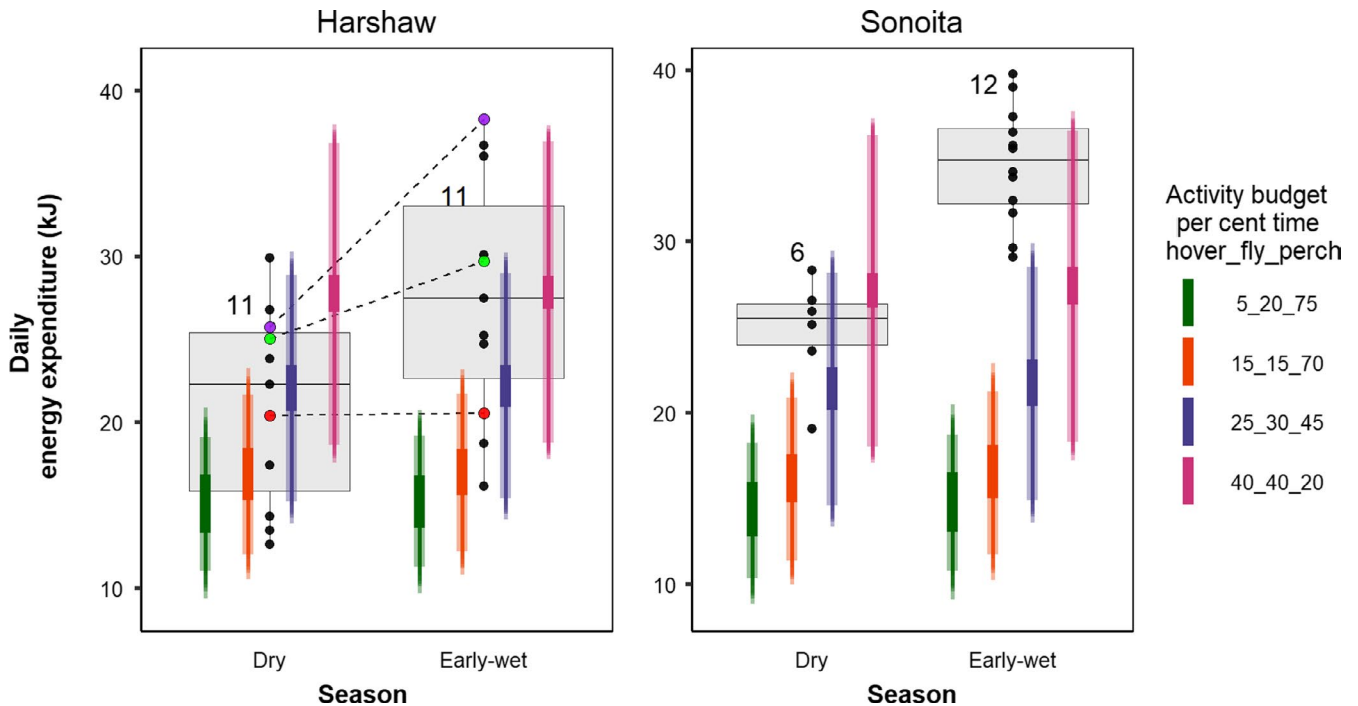 Harshaw
Sonoita
Daily
energy expenditure (kJ)
40
30
20
10
11
11
Dry
Early-wet
Season
40
30
20
10
6
12
Dry
Early-wet
Season
Activity budget
per cent time
hover_fly_perch
5_20_75
15_15_70
25_30_45
40_40_20